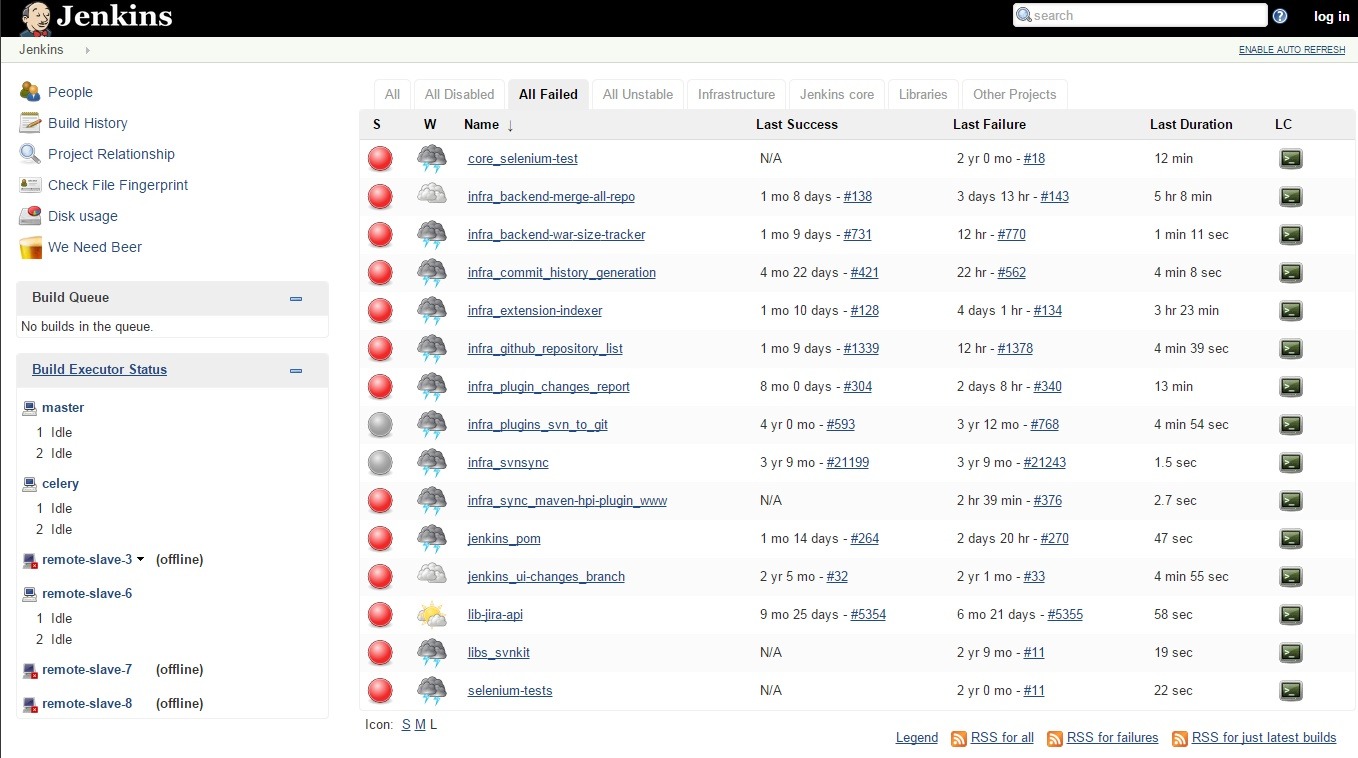 Jenkins
search
log in
Jenkins
ENABLE AUTO REFRESH
People
Build History
Project Relationship
Check File Fingerprint
Disk usage
We Need Beer
Build Queue
No builds in the queue.
Build Executor Status
master
1 Idle
2 Idle
celery
1 Idle
2 Idle
remote-slave-3 (offline)
remote-slave-6
1 Idle
2 Idle
remote-slave-7 (offline)
remote-slave-8 (offline)
All All Disabled All Failed All Unstable Infrastructure Jenkins core Libraries Other Projects
S W Name ↓ Last Success Last Failure Last Duration LC
core_selenium-test N/A 2 yr 0 mo - #18 12 min
infra_backend-merge-all-repo 1 mo 8 days - #138 3 days 13 hr - #143 5 hr 8 min
infra_backend-war-size-tracker 1 mo 9 days - #731 12 hr - #770 1 min 11 sec
infra_commit_history_generation 4 mo 22 days - #421 22 hr - #562 4 min 8 sec
infra_extension-indexer 1 mo 10 days - #128 4 days 1 hr - #134 3 hr 23 min
infra_github_repository_list 1 mo 9 days - #1339 12 hr - #1378 4 min 39 sec
infra_plugin_changes_report 8 mo 0 days - #304 2 days 8 hr - #340 13 min
infra_plugins_svn_to_git 4 yr 0 mo - #593 3 yr 12 mo - #768 4 min 54 sec
infra_svnsync 3 yr 9 mo - #21199 3 yr 9 mo - #21243 1.5 sec
infra_sync_maven-hpi-plugin_www N/A 2 hr 39 min - #376 2.7 sec
jenkins_pom 1 mo 14 days - #264 2 days 20 hr - #270 47 sec
jenkins_ui-changes_branch 2 yr 5 mo - #32 2 yr 1 mo - #33 4 min 55 sec
lib-jira-api 9 mo 25 days - #5354 6 mo 21 days - #5355 58 sec
libs_svnkit N/A 2 yr 9 mo - #11 19 sec
selenium-tests N/A 2 yr 0 mo - #11 22 sec
Icon: S M L
Legend RSS for all RSS for failures RSS for just latest builds